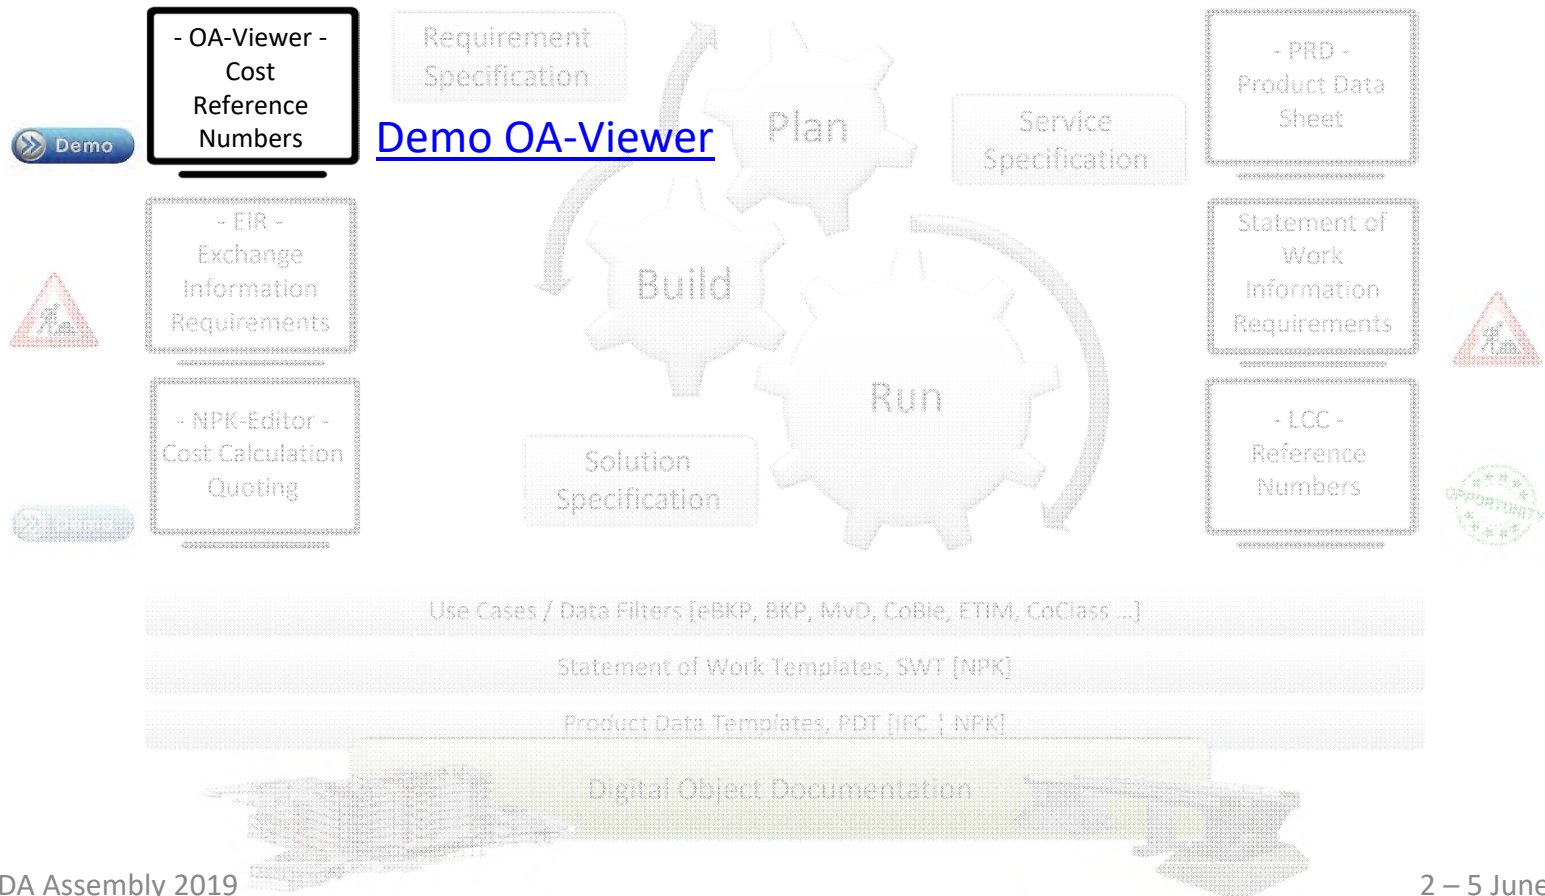 - OA-Viewer -
Cost
Reference
Numbers
Demo
Demo OA-Viewer
Requirement
Specification
Plan
Service
Specification
- PRD -
Product Data
Sheet
- EIR -
Exchange
Information
Requirements
Build
Statement of
Work
Information
Requirements
Run
- NPK-Editor -
Cost Calculation
Quoting
Demo
Solution
Specification
- LCC -
Reference
Numbers
OPPORTUNITY
Use Cases / Data Filters [eBKP, BKP, MvD, CoBie, ETIM, CoClass ...]
Statement of Work Templates, SWT [NPK]
Product Data Templates, PDT [IFC ¦ NPK]
Digital Object Documentation
DA Assembly 2019
2 – 5 June